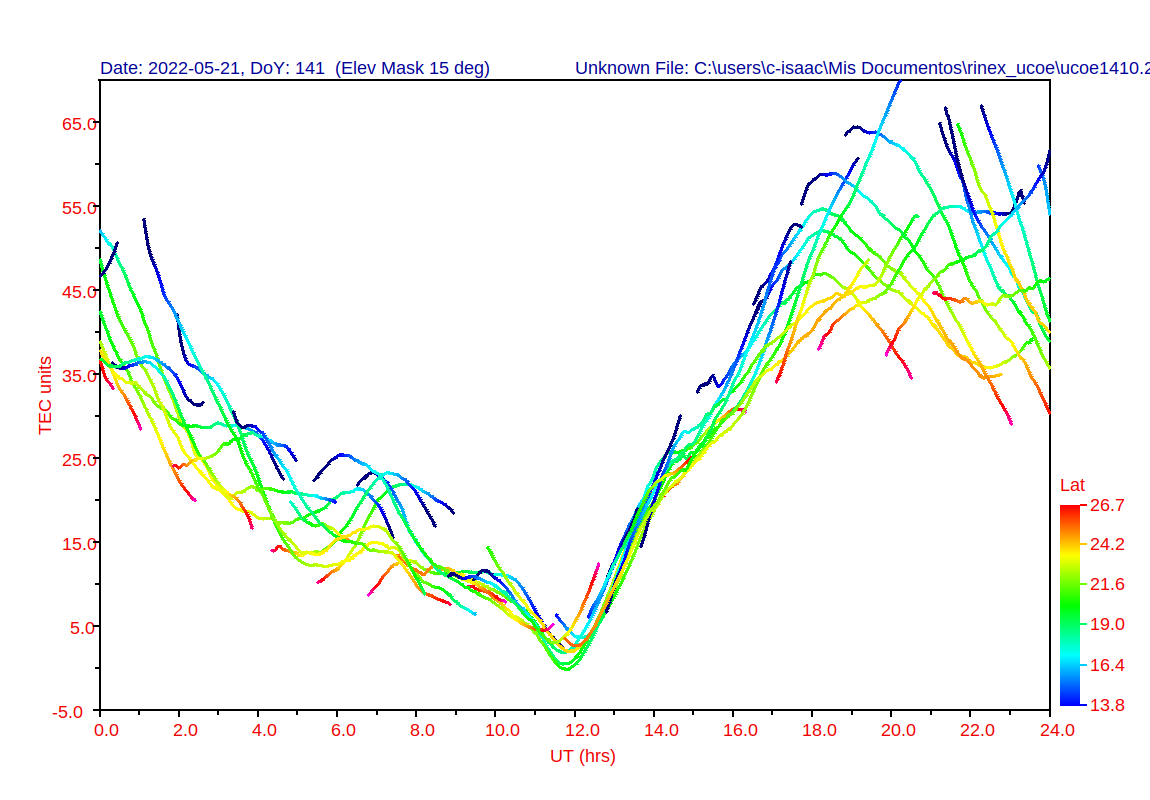 Date: 2022-05-21, DoY: 141  (Elev Mask 15 deg)
Unknown File: C:\users\c-isaac\Mis Documentos\rinex_ucoe\ucoe1410.2
65.0
55.0
45.0
35.0
25.0
15.0
5.0
-5.0
TEC units
0.0 2.0 4.0 6.0 8.0 10.0 12.0 14.0 16.0 18.0 20.0 22.0 24.0
UT (hrs)
Lat
26.7
24.2
21.6
19.0
16.4
13.8